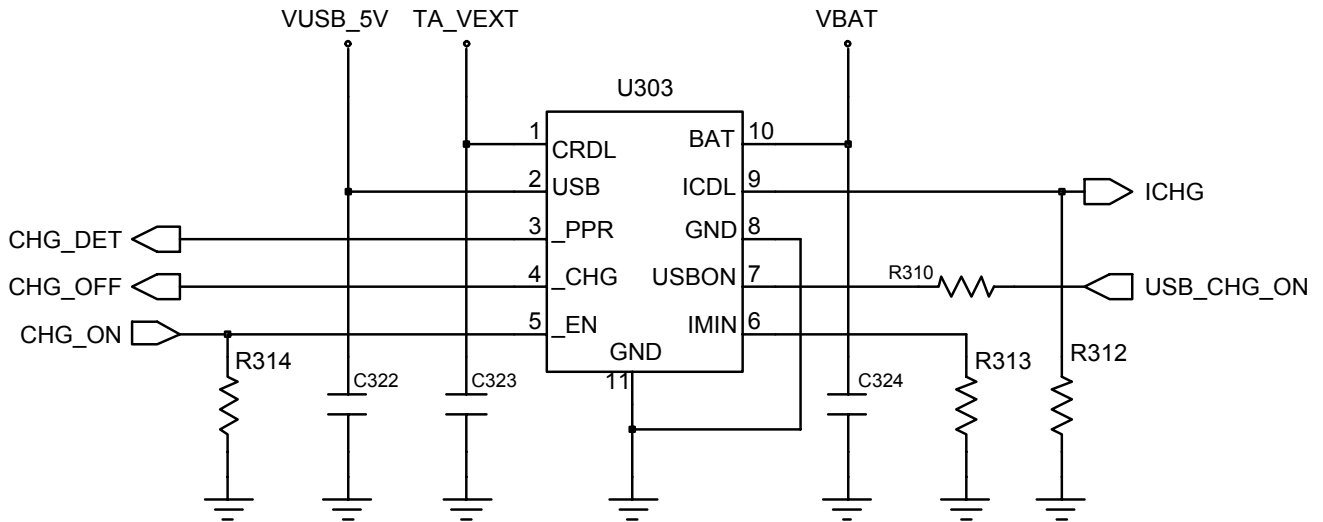 VUSB_5V
TA_VEXT
VBAT
U303
1
CRDL
BAT
10
2
USB
ICDL
9
ICHG
CHG_DET
3
_PPR
GND
8
CHG_OFF
4
_CHG
USBON
7
R310
USB_CHG_ON
CHG_ON
5
_EN
IMIN
6
GND
11
R314
C322
C323
C324
R313
R312